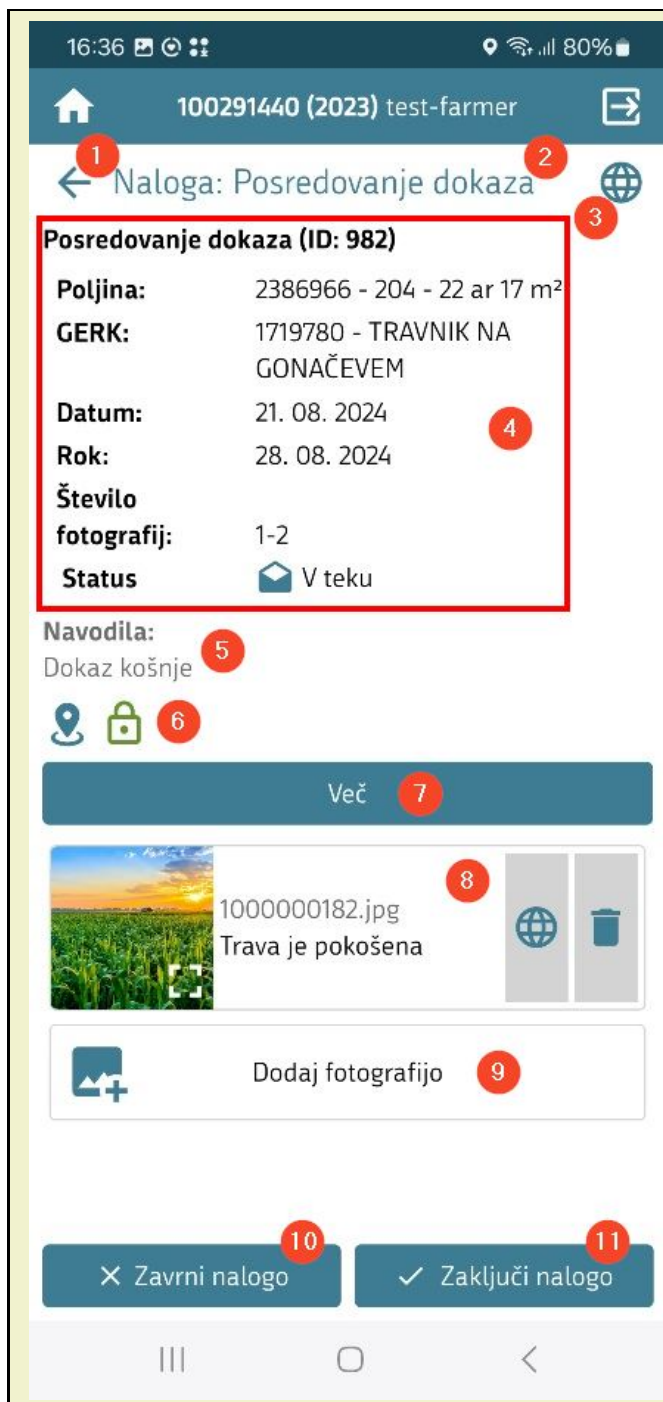 16:36 80%
100291440 (2023) test-farmer
1 2
Naloga: Posredovanje dokaza
3
Posredovanje dokaza (ID: 982)
Poljina: 2386966 - 204 - 22 ar 17 m²
GERK: 1719780 - TRAVNIK NA
GONAČEVEM
Datum: 21. 08. 2024
4
Rok: 28. 08. 2024
Število
fotografij: 1-2
Status V teku
Navodila:
5
Dokaz košnje
6
Več 7
8
1000000182.jpg
Trava je pokošena
Dodaj fotografijo 9
10 11
Zavrni nalogo Zaključi nalogo